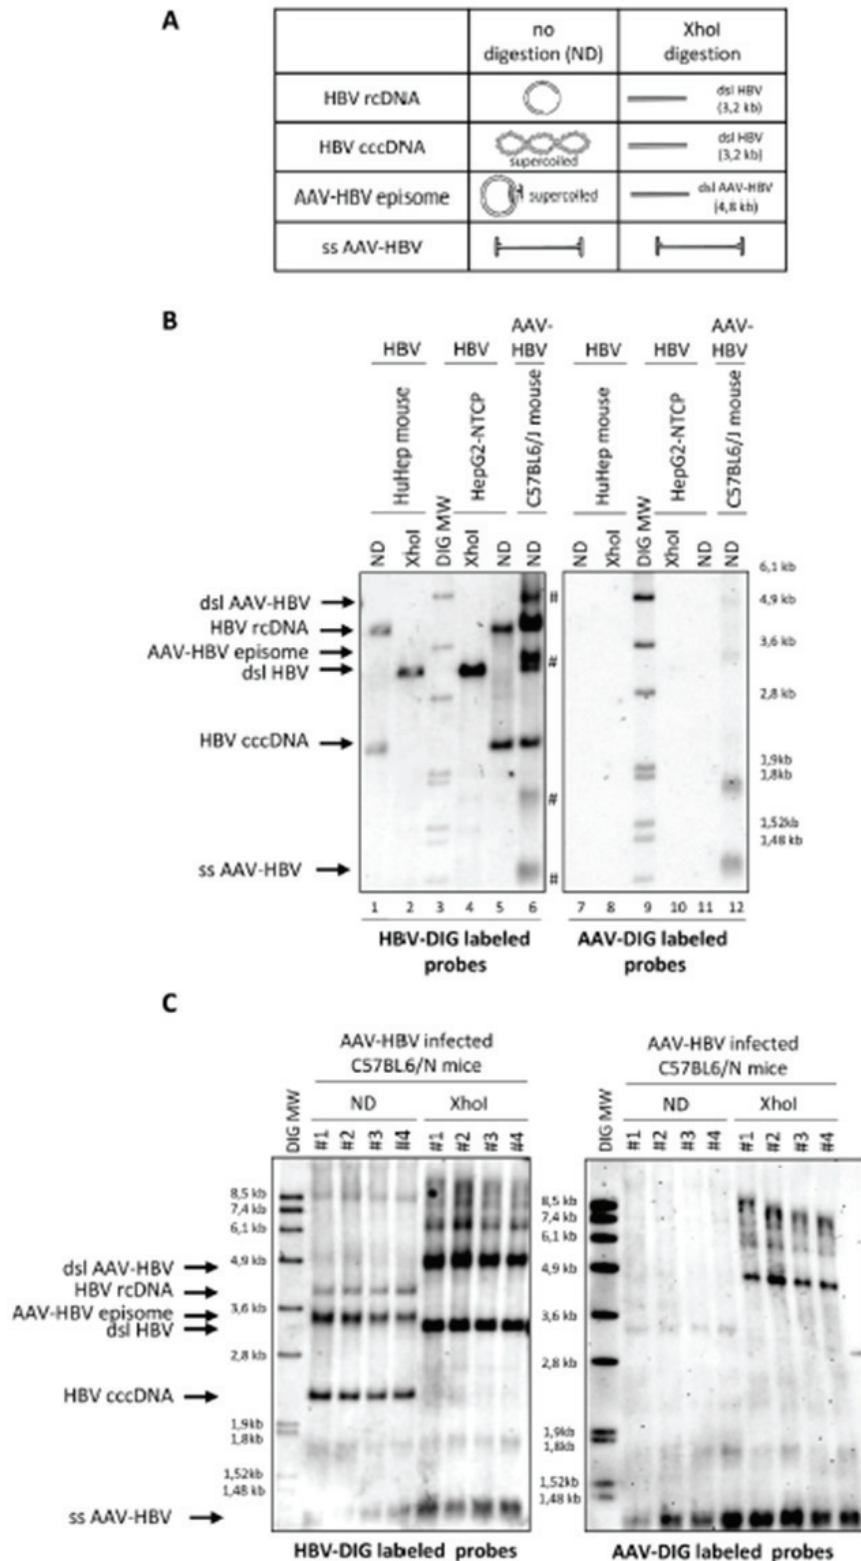 A
no
digestion (ND)
XhoI
digestion
HBV rcDNA
dsl HBV
(3,2 kb)
HBV cccDNA
supercoiled
dsl HBV
(3,2 kb)
AAV-HBV episome
supercoiled
dsl AAV-HBV
(4,8 kb)
ss AAV-HBV
B
HBV
HBV
AAV-
HBV
HBV
HBV
AAV-
HBV
HuHep mouse
HepG2-NTCP
C57BL6/J mouse
HuHep mouse
HepG2-NTCP
C57BL6/J mouse
ND
XhoI
DIG MW
XhoI
ND
ND
ND
XhoI
DIG MW
XhoI
ND
ND
dsl AAV-HBV
HBV rcDNA
AAV-HBV episome
dsl HBV
HBV cccDNA
ss AAV-HBV
#
#
#
#
6,1 kb
4,9 kb
3,6 kb
2,8 kb
1,9kb
1,8kb
1,52kb
1,48 kb
1 2 3 4 5 6
7 8 9 10 11 12
HBV-DIG labeled
probes
AAV-DIG labeled
probes
C
AAV-HBV infected
C57BL6/N mice
ND
XhoI
DIG MW
#1 #2 #3 #4 #1 #2 #3 #4
8,5 kb
7,4 kb
6,1 kb
4,9 kb
3,6 kb
2,8 kb
1,9kb
1,8kb
1,52kb
1,48 kb
dsl AAV-HBV
HBV rcDNA
AAV-HBV episome
dsl HBV
HBV cccDNA
ss AAV-HBV
HBV-DIG labeled probes
AAV-HBV infected
C57BL6/N mice
ND
XhoI
DIG MW
#1 #2 #3 #4 #1 #2 #3 #4
8,5 kb
7,4 kb
6,1 kb
4,9 kb
3,6 kb
2,8 kb
1,9kb
1,8kb
1,52kb
1,48 kb
AAV-DIG labeled probes